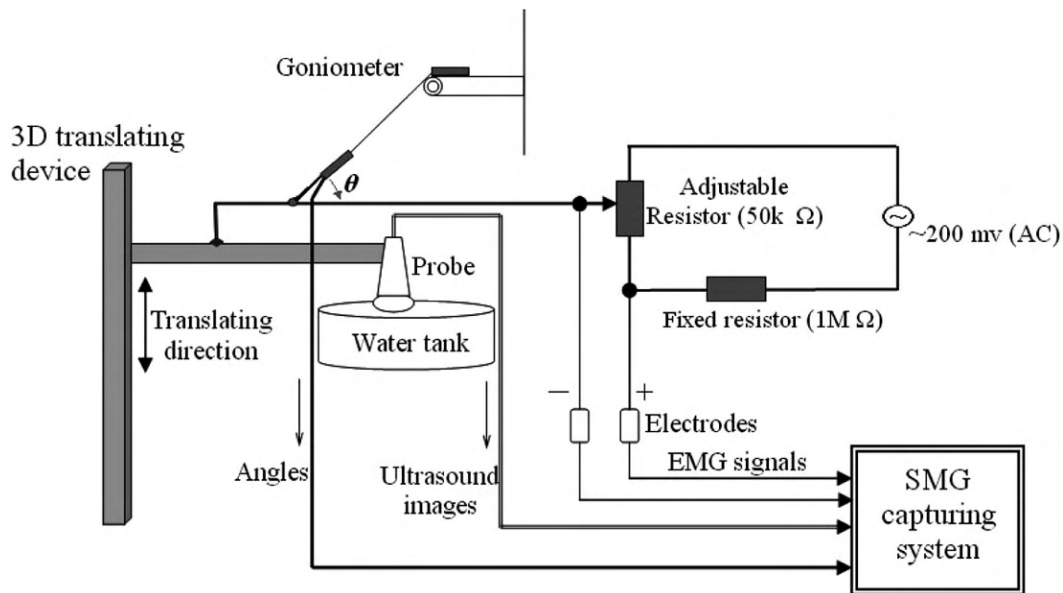 Goniometer
3D translating
device
θ
Adjustable
Resistor (50k Ω)
~200 mv (AC)
Probe
Fixed resistor (1M Ω)
Translating
direction
Water tank
−
+
Electrodes
Angles
Ultrasound
images
EMG signals
SMG
capturing
system